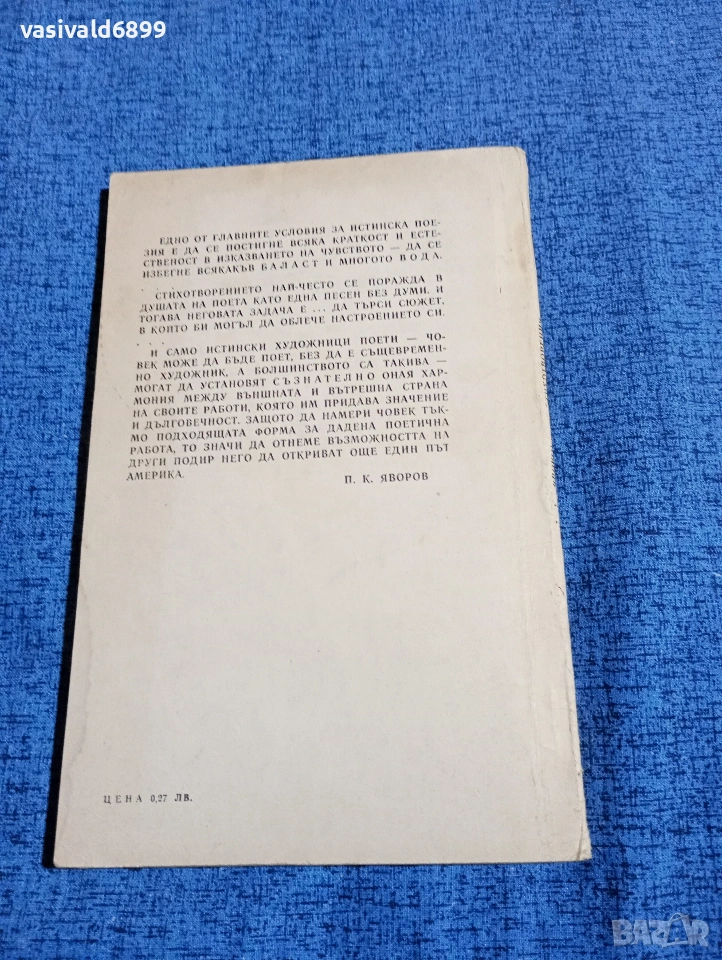 vasivald6899
ЕДНО ОТ ГЛАВНИТЕ УСЛОВИЯ ЗА ИСТИНСКА ПОЕ-
ЗИЯ Е ДА СЕ ПОСТИГНЕ ВСЯКА КРАТКОСТ И ЕСТЕ-
СТВЕНОСТ В ИЗКАЗВАНЕТО НА ЧУВСТВОТО — ДА СЕ
ИЗБЕГНЕ ВСЯКАКЪВ БАЛАСТ И МНОГОТО ВОДА.
. . .
СТИХОТВОРЕНИЕТО НАЙ-ЧЕСТО СЕ ПОРАЖДА В
ДУШАТА НА ПОЕТА КАТО ЕДНА ПЕСЕН БЕЗ ДУМИ. И
ТОГАВА НЕГОВАТА ЗАДАЧА Е ... ДА ТЪРСИ СЮЖЕТ,
В КОЙТО БИ МОГЪЛ ДА ОБЛЕЧЕ НАСТРОЕНИЕТО СИ.
. . .
И САМО ИСТИНСКИ ХУДОЖНИЦИ ПОЕТИ — ЧО-
ВЕК МОЖЕ ДА БЪДЕ ПОЕТ, БЕЗ ДА Е СЪЩЕВРЕМЕН-
НО ХУДОЖНИК, А БОЛШИНСТВОТО СА ТАКИВА —
МОГАТ ДА УСТАНОВЯТ СЪЗНАТЕЛНО ОНАЯ ХАР-
МОНИЯ МЕЖДУ ВЪНШНАТА И ВЪТРЕШНА СТРАНА
НА СВОИТЕ РАБОТИ, КОЯТО ИМ ПРИДАВА ЗНАЧЕНИЕ
И ДЪЛГОВЕЧНОСТ. ЗАЩОТО ДА НАМЕРИ ЧОВЕК ТЪК-
МО ПОДХОДЯЩАТА ФОРМА ЗА ДАДЕНА ПОЕТИЧНА
РАБОТА, ТО ЗНАЧИ ДА ОТНЕМЕ ВЪЗМОЖНОСТТА НА
ДРУГИ ПОДИР НЕГО ДА ОТКРИВАТ ОЩЕ ЕДИН ПЪТ
АМЕРИКА.
П. К. ЯВОРОВ
ЦЕНА 0,27 ЛВ.
BAZAR